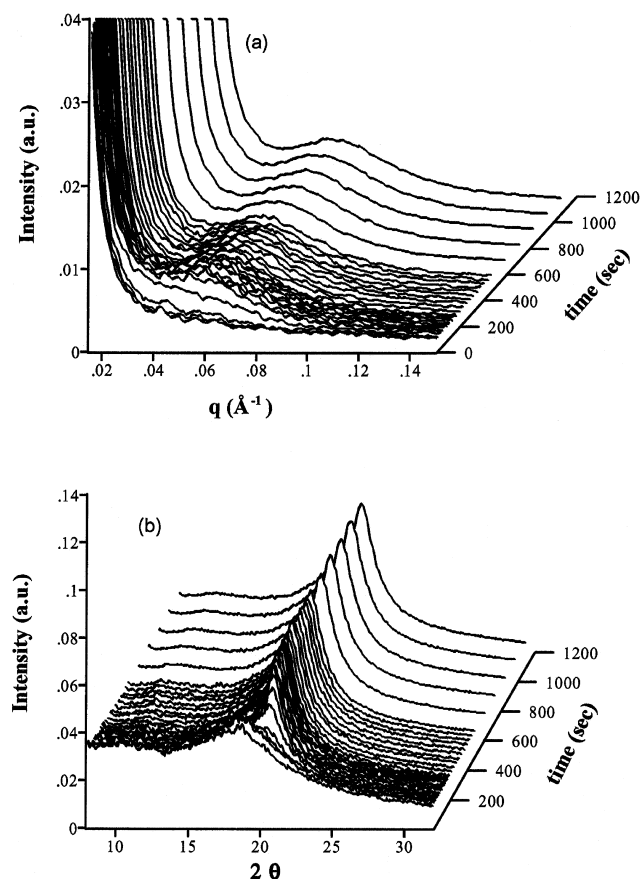 (a)
Intensity (a.u.)
.04
.03
.02
.01
0
.02 .04 .06 .08 .1 .12 .14
q (Å⁻¹)
0
200
400
600
800
1000
1200
time (sec)
(b)
Intensity (a.u.)
.14
.12
.1
.08
.06
.04
.02
0
10 15 20 25 30
2 θ
200
400
600
800
1000
1200
time (sec)